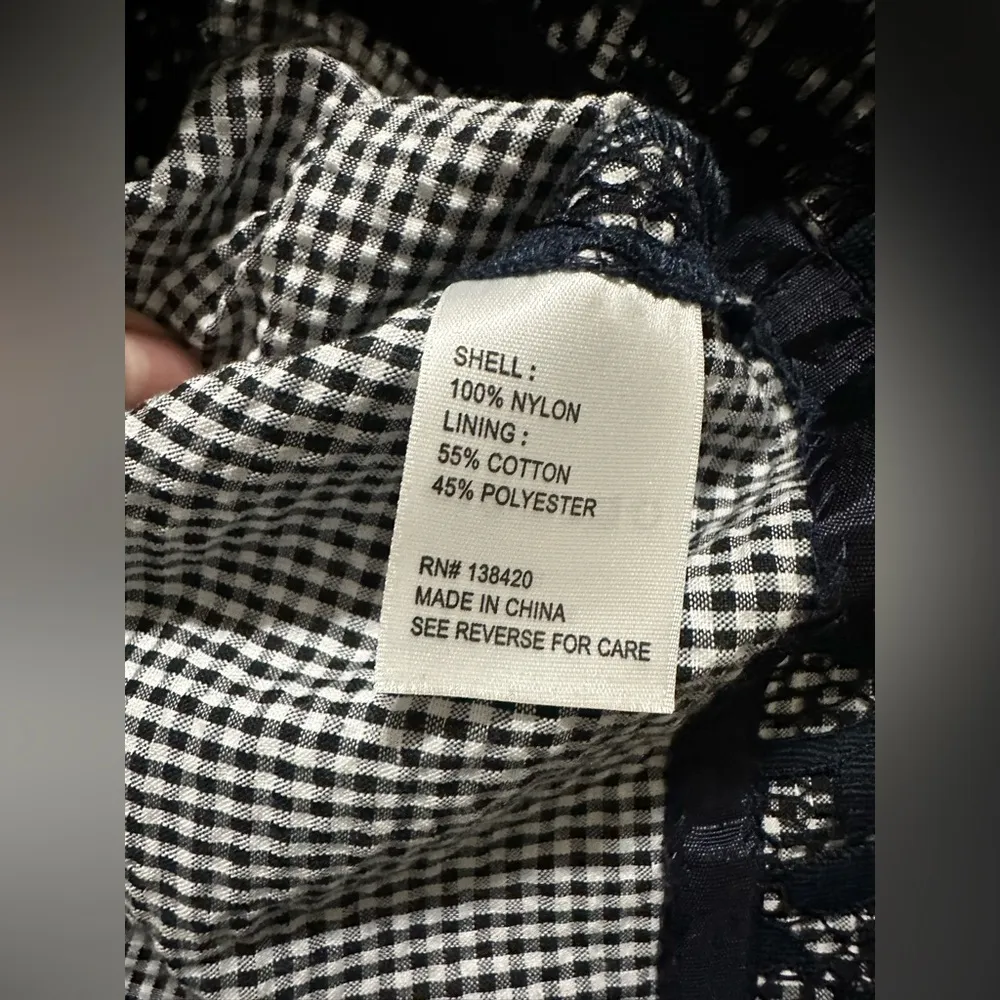 SHELL :
100% NYLON
LINING :
55% COTTON
45% POLYESTER
RN# 138420
MADE IN CHINA
SEE REVERSE FOR CARE